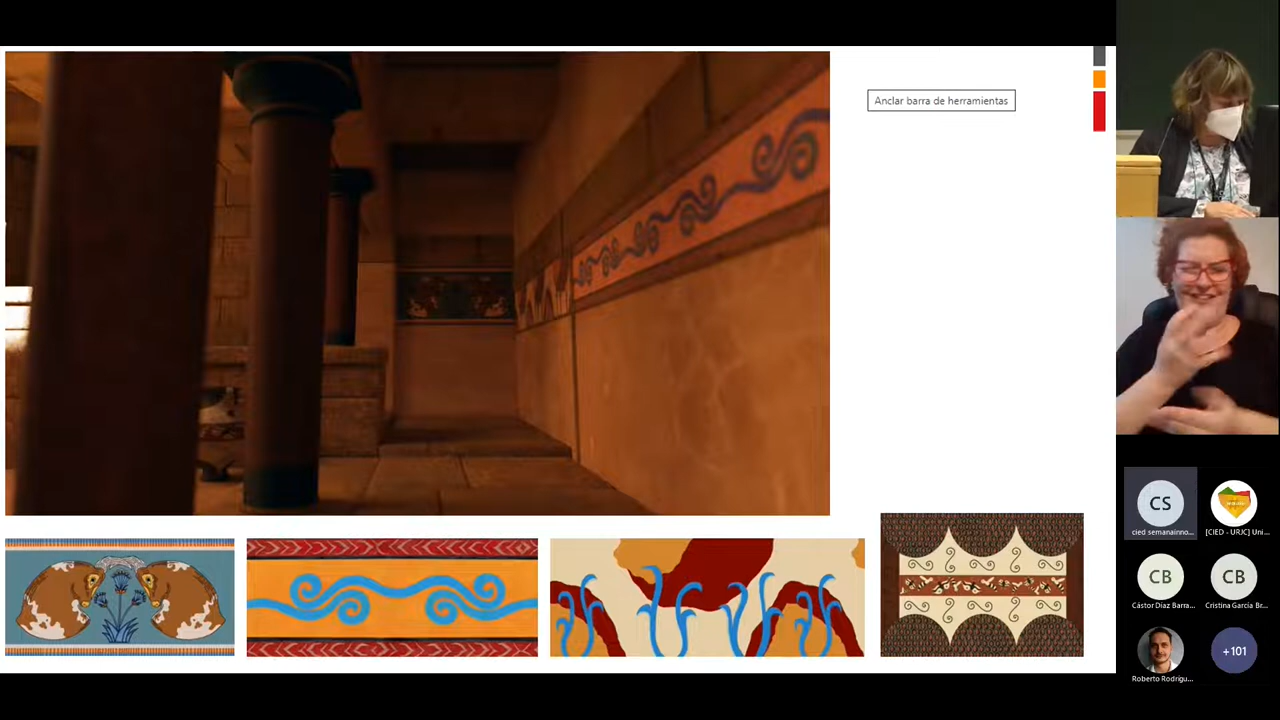 Anclar barra de herramientas
CS
cied semanainno...
[CIED - URJC] Uni...
CB
Cástor Díaz Barra...
CB
Cristina García Br...
Roberto Rodrígu...
+101